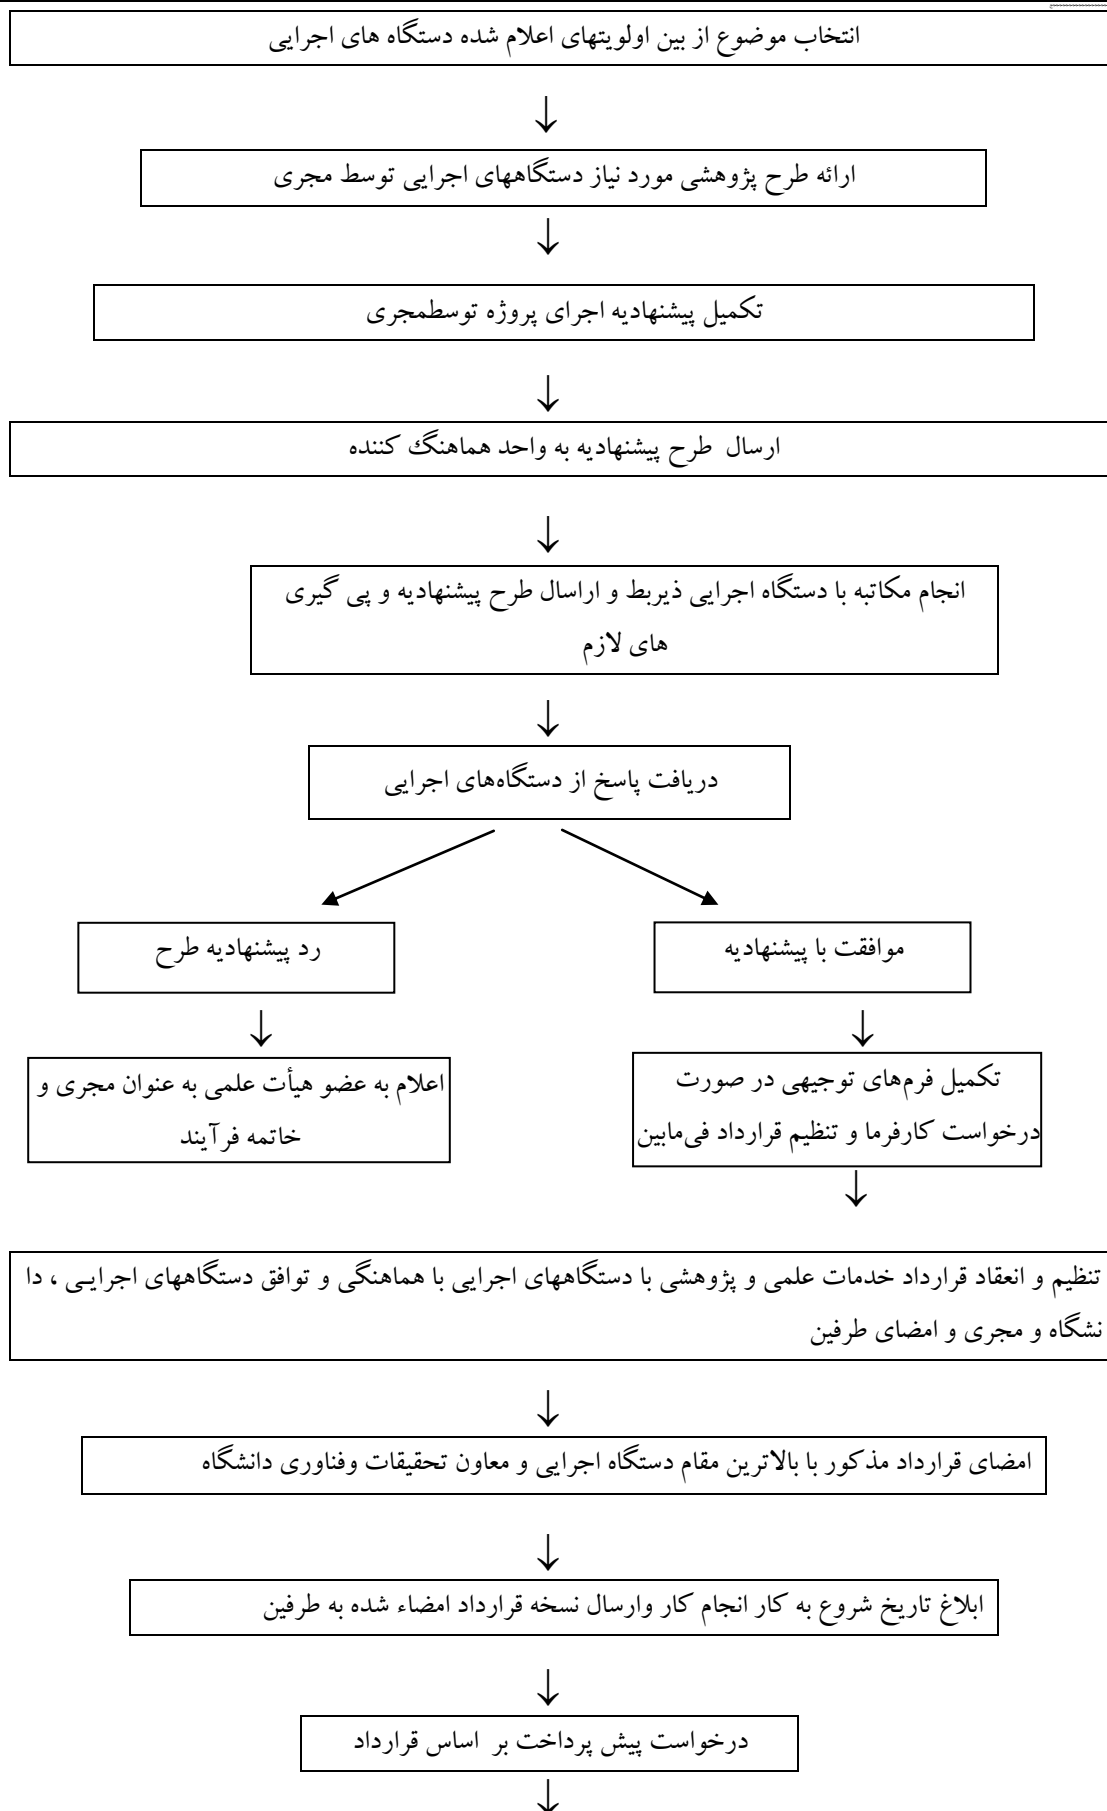 انتخاب موضوع از بین اولویتهای اعلام شده دستگاه های اجرایی
ارائه طرح پژوهشی مورد نیاز دستگاههای اجرایی توسط مجری
تکمیل پیشنهادیه اجرای پروژه توسطمجری
ارسال طرح پیشنهادیه به واحد هماهنگ کننده
انجام مکاتبه با دستگاه اجرایی ذیربط و اراسال طرح پیشنهادیه و پی گیری
های لازم
دریافت پاسخ از دستگاه‌های اجرایی
موافقت با پیشنهادیه
رد پیشنهادیه طرح
تکمیل فرم‌های توجیهی در صورت
درخواست کارفرما و تنظیم قرارداد فی‌مابین
اعلام به عضو هیأت علمی به عنوان مجری و
خاتمه فرآیند
تنظیم و انعقاد قرارداد خدمات علمی و پژوهشی با دستگاههای اجرایی با هماهنگی و توافق دستگاههای اجرایـی ، دا
نشگاه و مجری و امضای طرفین
امضای قرارداد مذکور با بالاترین مقام دستگاه اجرایی و معاون تحقیقات وفناوری دانشگاه
ابلاغ تاریخ شروع به کار انجام کار وارسال نسخه قرارداد امضاء شده به طرفین
درخواست پیش پرداخت بر اساس قرارداد